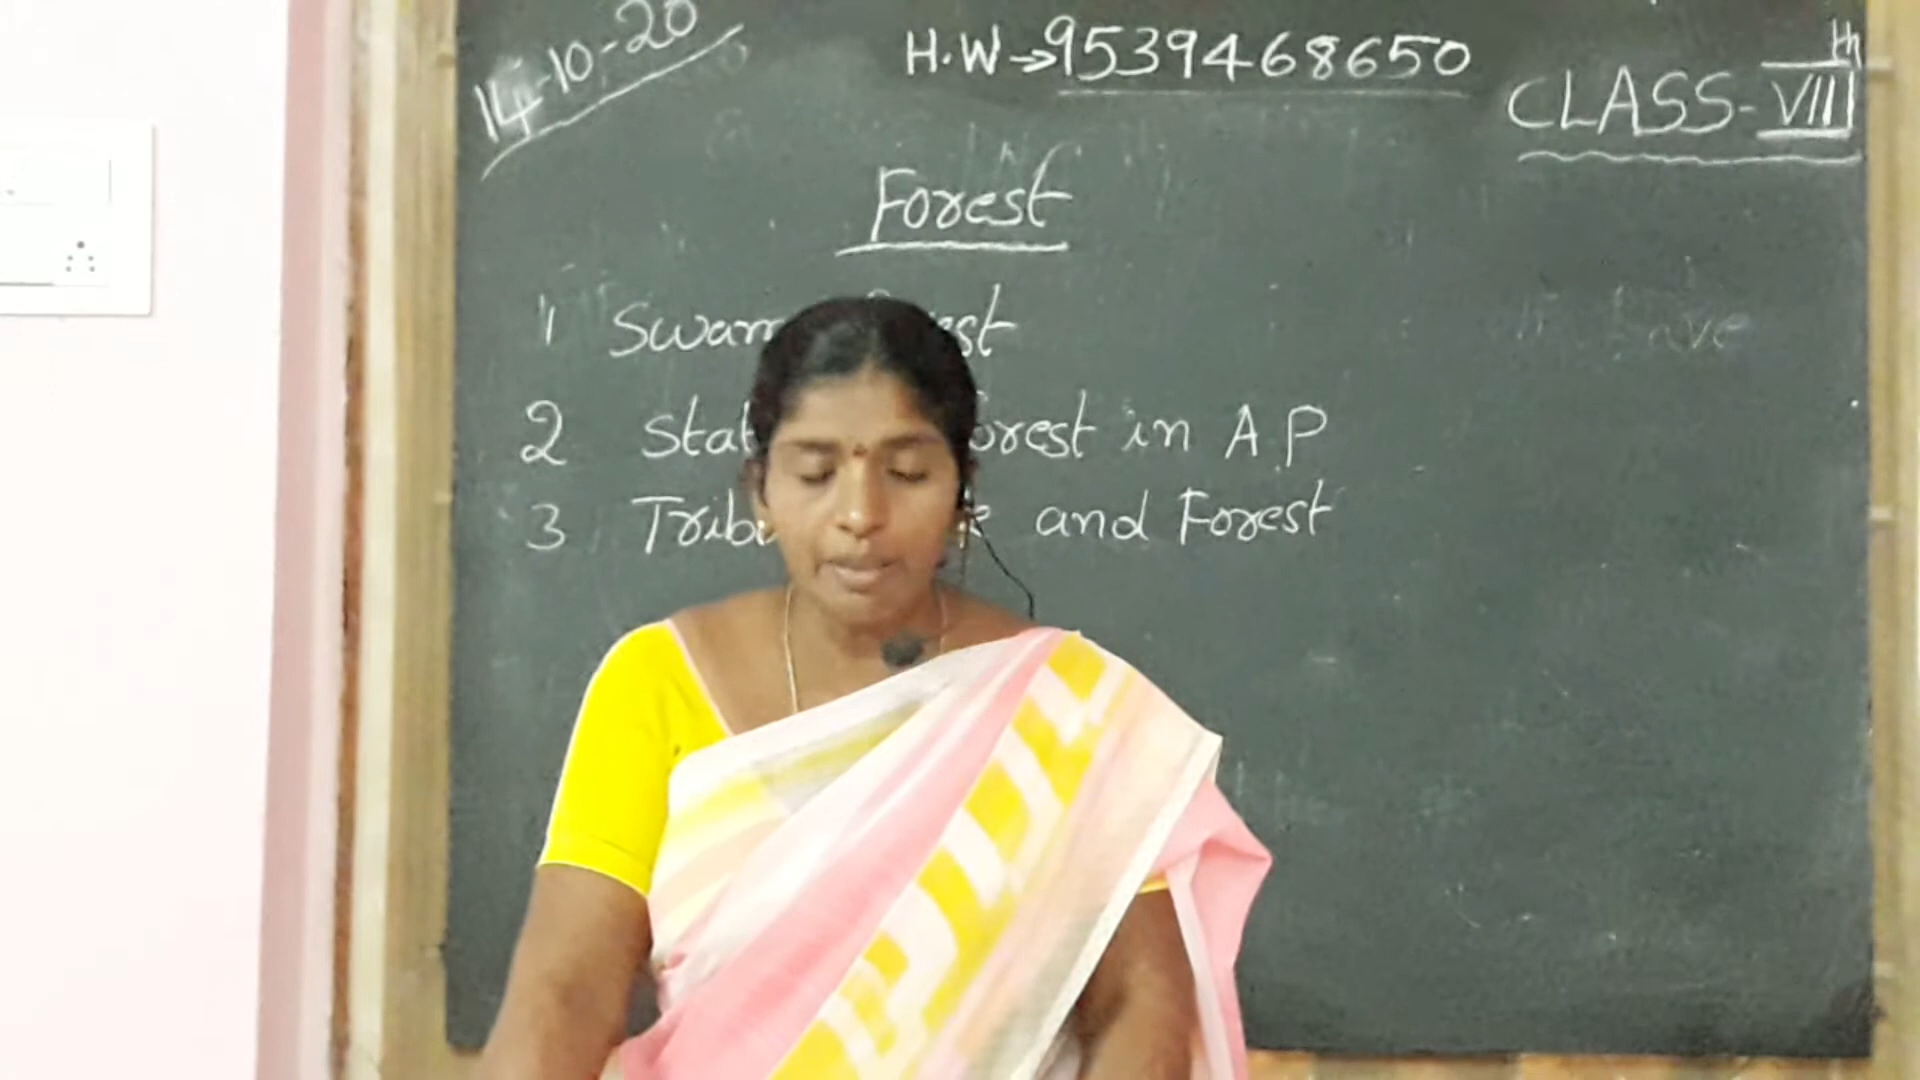 14-10-20
H.W→9539468650
CLASS-VIIIth
Forest
1 Swam est
2 Stat orest in A.P
3 Trib and Forest